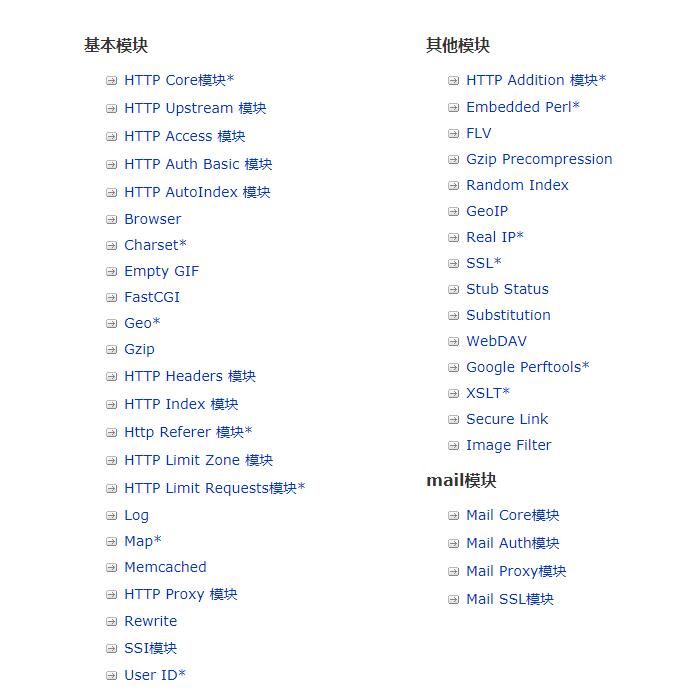 基本模块
HTTP Core模块*
HTTP Upstream 模块
HTTP Access 模块
HTTP Auth Basic 模块
HTTP AutoIndex 模块
Browser
Charset*
Empty GIF
FastCGI
Geo*
Gzip
HTTP Headers 模块
HTTP Index 模块
Http Referer 模块*
HTTP Limit Zone 模块
HTTP Limit Requests模块*
Log
Map*
Memcached
HTTP Proxy 模块
Rewrite
SSI模块
User ID*
其他模块
HTTP Addition 模块*
Embedded Perl*
FLV
Gzip Precompression
Random Index
GeoIP
Real IP*
SSL*
Stub Status
Substitution
WebDAV
Google Perftools*
XSLT*
Secure Link
Image Filter
mail模块
Mail Core模块
Mail Auth模块
Mail Proxy模块
Mail SSL模块